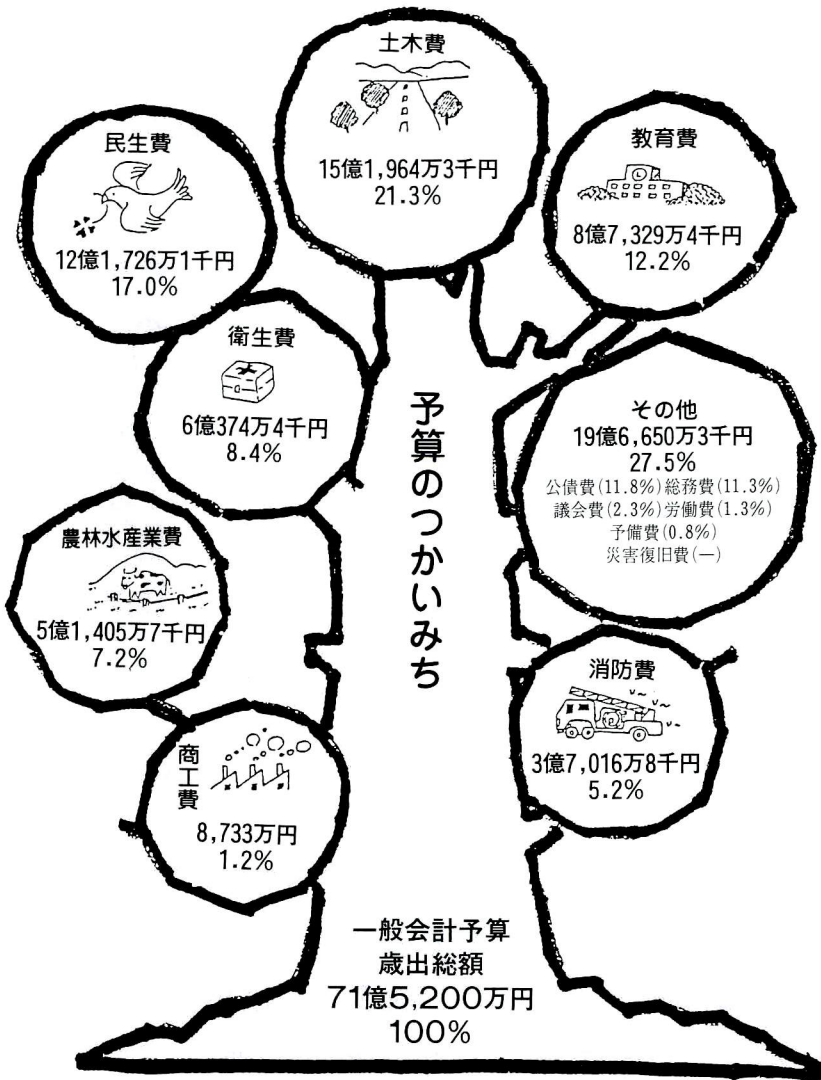 土木費
15億1,964万3千円
21.3%
民生費
12億1,726万1千円
17.0%
教育費
8億7,329万4千円
12.2%
衛生費
6億374万4千円
8.4%
予算のつかいみち
その他
19億6,650万3千円
27.5%
公債費(11.8%)総務費(11.3%)
議会費(2.3%)労働費(1.3%)
予備費(0.8%)
災害復旧費(—)
農林水産業費
5億1,405万7千円
7.2%
消防費
3億7,016万8千円
5.2%
商工費
8,733万円
1.2%
一般会計予算
歳出総額
71億5,200万円
100%